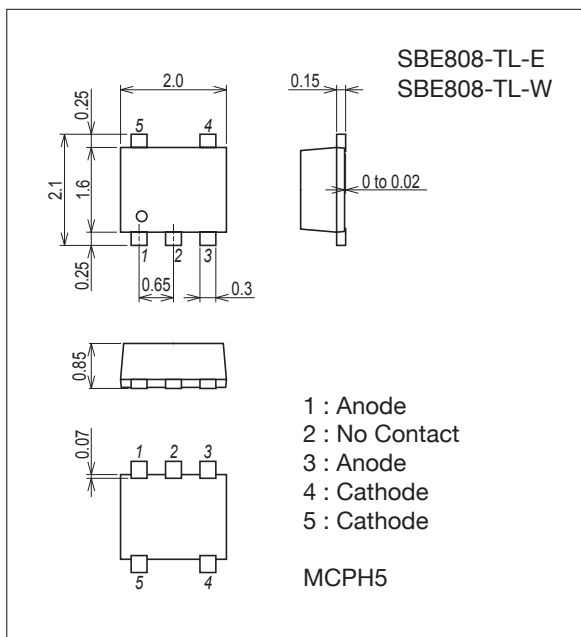 SBE808-TL-E
SBE808-TL-W
2.0
0.15
0.25
5
4
2.1
1.6
0 to 0.02
0.25
1
2
3
0.65
0.3
0.85
1 : Anode
2 : No Contact
3 : Anode
4 : Cathode
5 : Cathode
0.07
1
2
3
5
4
MCPH5